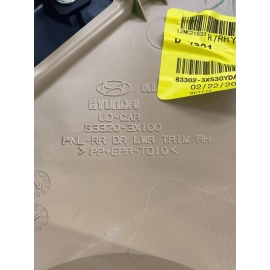 R/RHY
83302-3X530YDA
02/22/20
HYUNDAI
UD-CAR
83320-3X100
PNL-RR DR LWR TRIM RH
>PP+EPR-TD10<